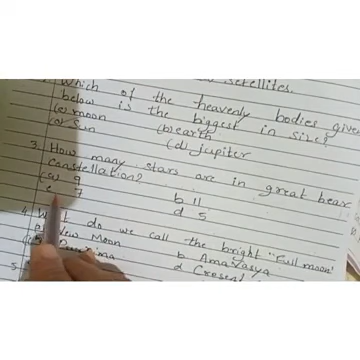 satellites.
Which of the heavenly bodies given
below is the biggest in size?
(a) moon (b) earth
(c) Sun (d) jupiter
3. How many stars are in great bear
Constellation?
(a) 9 b 11
c 7 d 5
4. What do we call the bright "Full moon"
a New Moon b Amavasya
d Cresent
5